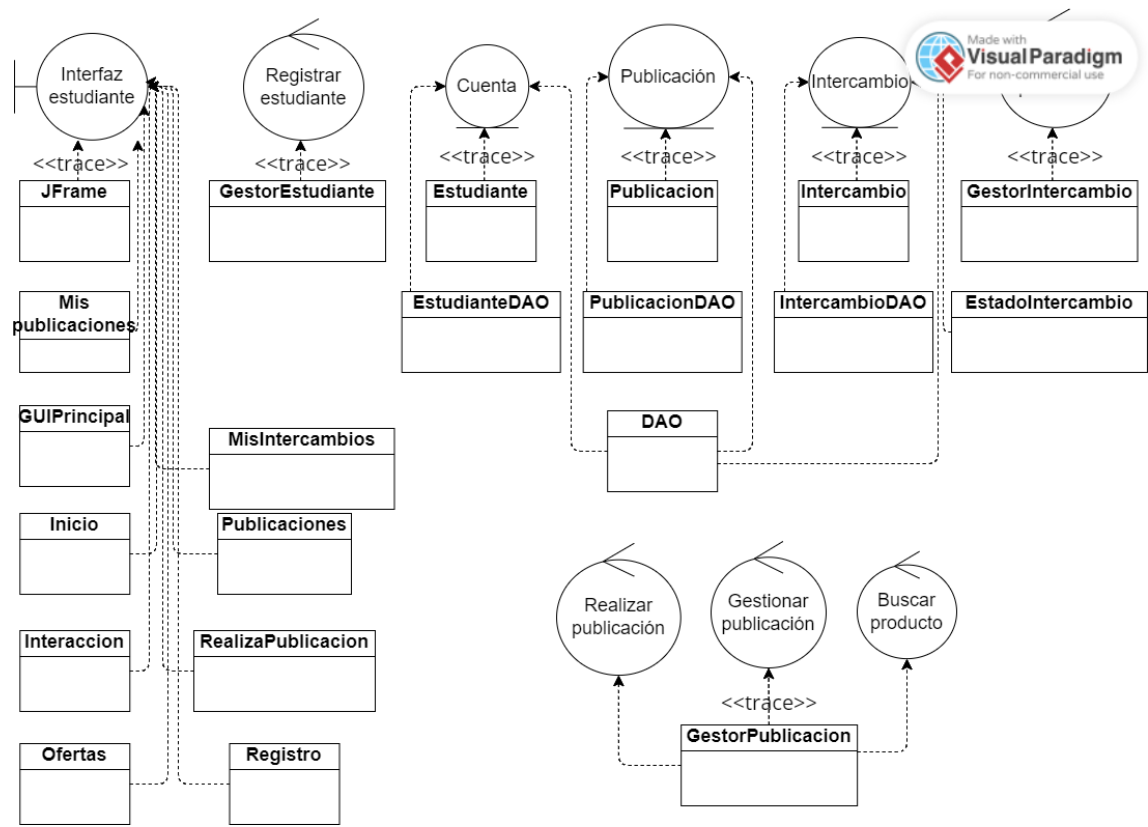 Interfaz
estudiante
Registrar
estudiante
Cuenta
Publicación
Intercambio
Made with
Visual Paradigm
For non-commercial use
<<trace>>
<<trace>>
<<trace>>
<<trace>>
<<trace>>
<<trace>>
JFrame
GestorEstudiante
Estudiante
Publicacion
Intercambio
GestorIntercambio
Mis
publicaciones
EstudianteDAO
PublicacionDAO
IntercambioDAO
EstadoIntercambio
GUIPrincipal
MisIntercambios
DAO
Inicio
Publicaciones
Realizar
publicación
Gestionar
publicación
Buscar
producto
Interaccion
RealizaPublicacion
<<trace>>
GestorPublicacion
Ofertas
Registro